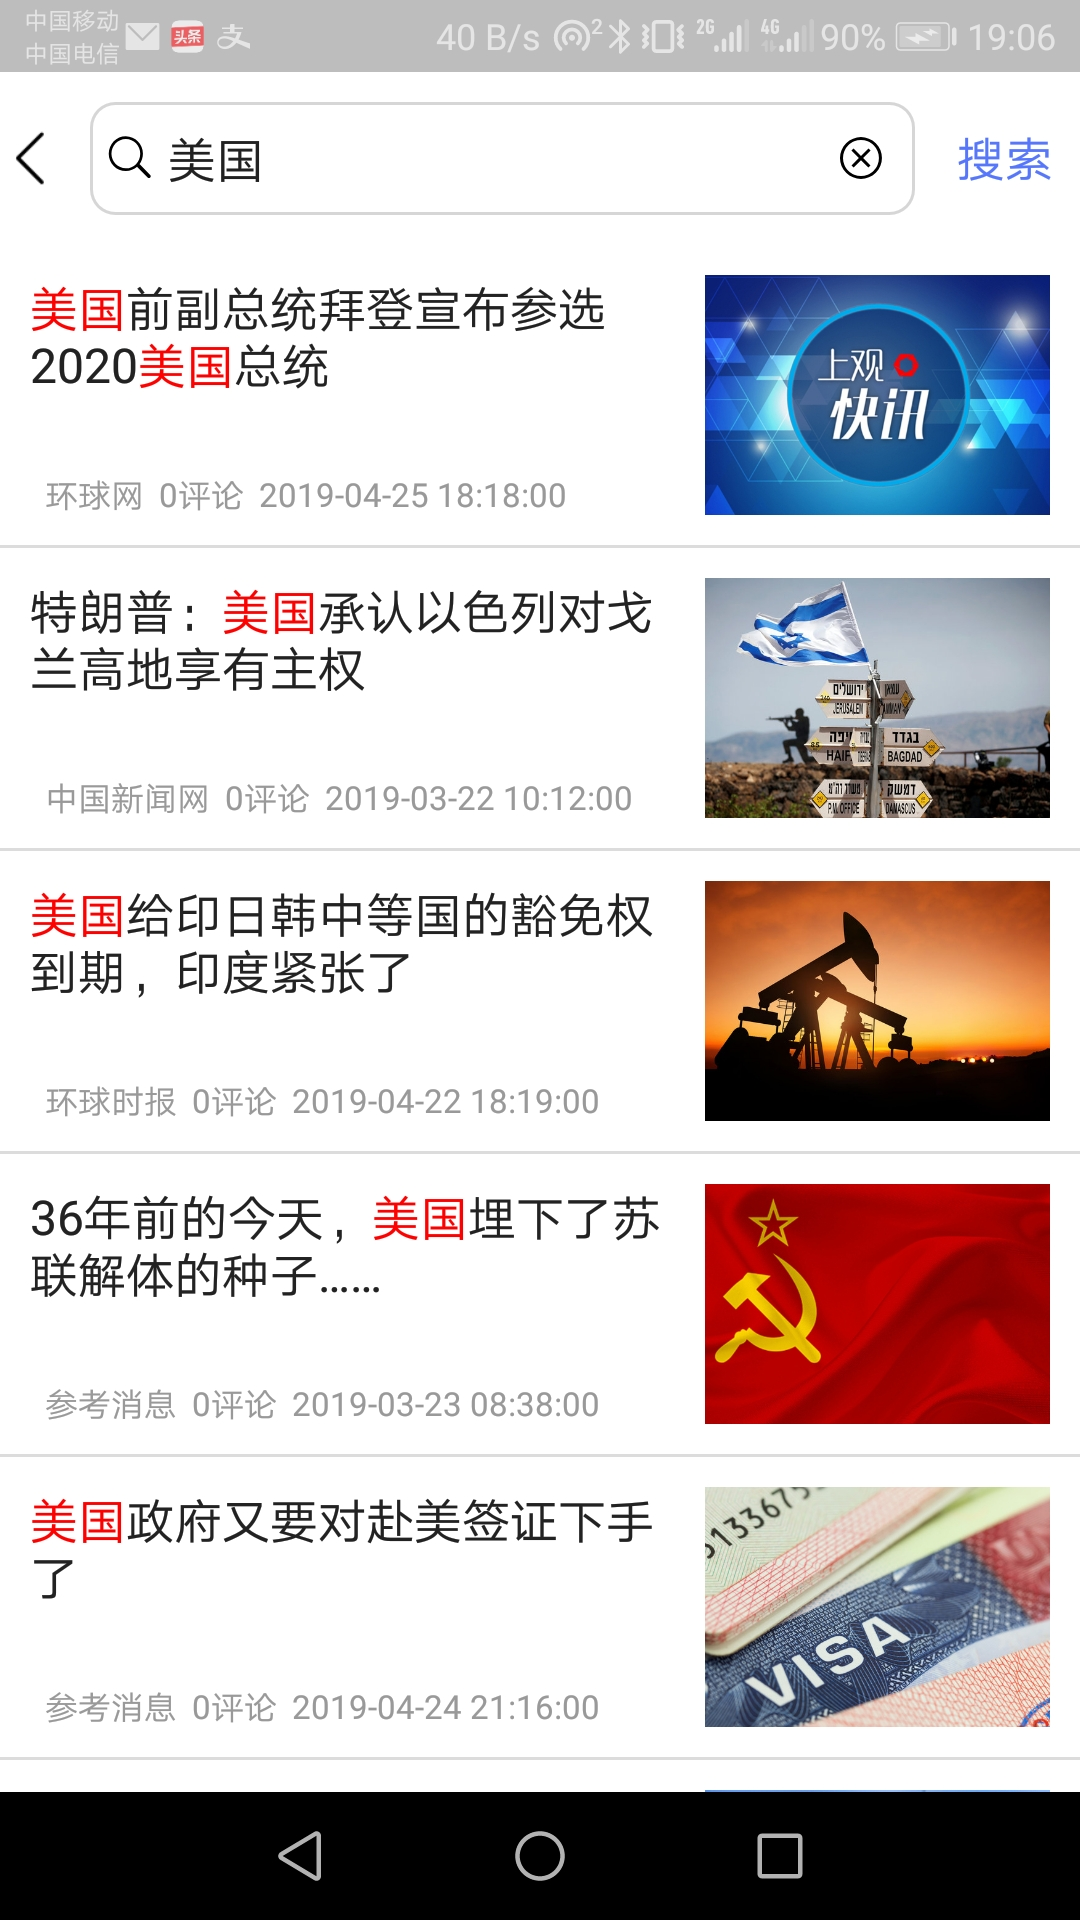 中国移动
中国电信
头条
支
40 B/s
2
2G
4G
90%
19:06
美国
搜索
美国前副总统拜登宣布参选
2020美国总统
环球网 0评论 2019-04-25 18:18:00
上观
快讯
特朗普：美国承认以色列对戈
兰高地享有主权
中国新闻网 0评论 2019-03-22 10:12:00
ירושלים
JERUSALEM
בגדד
BAGDAD
דמשק
DAMASCUS
美国给印日韩中等国的豁免权
到期，印度紧张了
环球时报 0评论 2019-04-22 18:19:00
36年前的今天，美国埋下了苏
联解体的种子……
参考消息 0评论 2019-03-23 08:38:00
美国政府又要对赴美签证下手
了
参考消息 0评论 2019-04-24 21:16:00
VISA